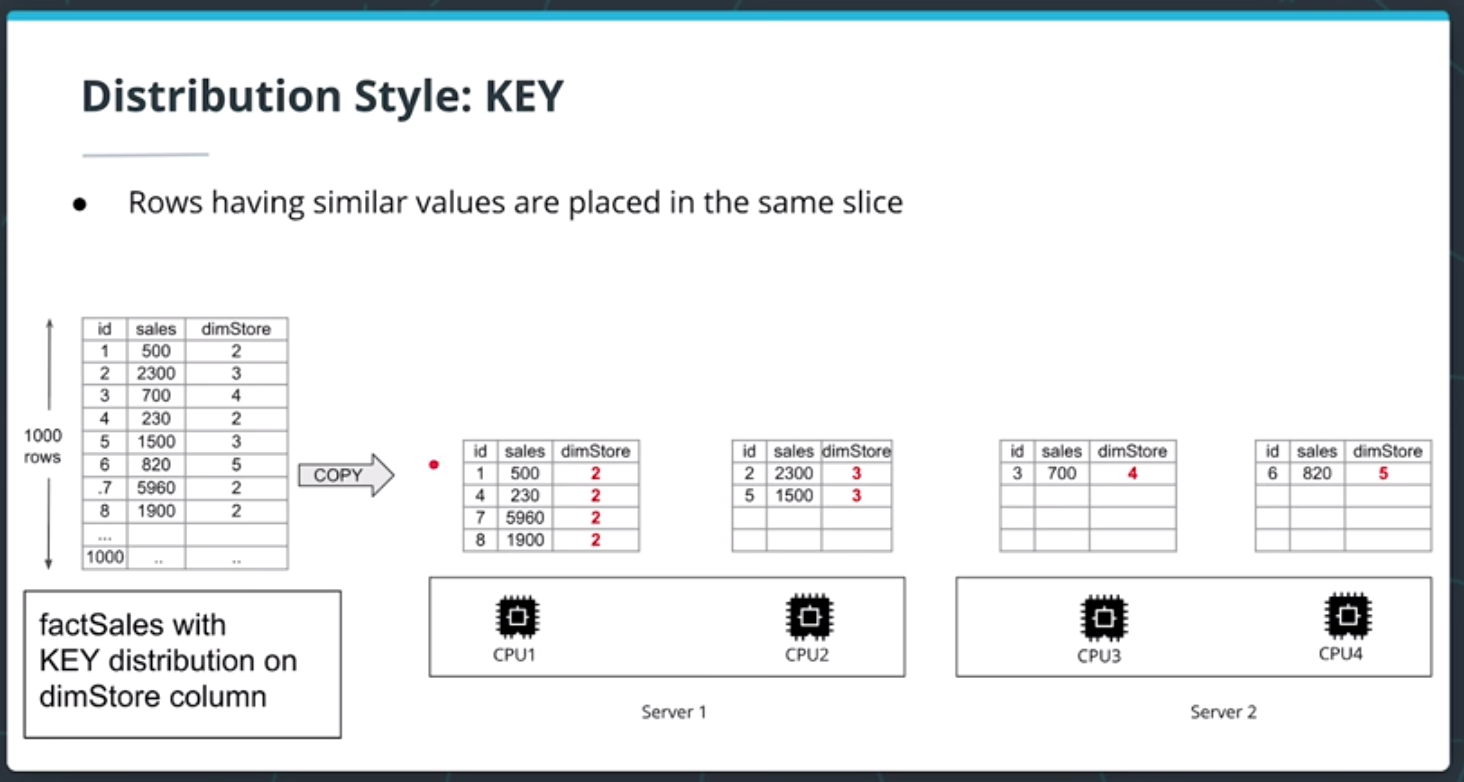 Distribution Style: KEY
● Rows having similar values are placed in the same slice
id sales dimStore
1 500 2
2 2300 3
3 700 4
4 230 2
5 1500 3
6 820 5
.7 5960 2
8 1900 2
...
1000 .. ..
1000
rows
COPY
id sales dimStore
1 500 2
4 230 2
7 5960 2
8 1900 2
id sales dimStore
2 2300 3
5 1500 3
id sales dimStore
3 700 4
id sales dimStore
6 820 5
factSales with
KEY distribution on
dimStore column
CPU1
CPU2
CPU3
CPU4
Server 1
Server 2